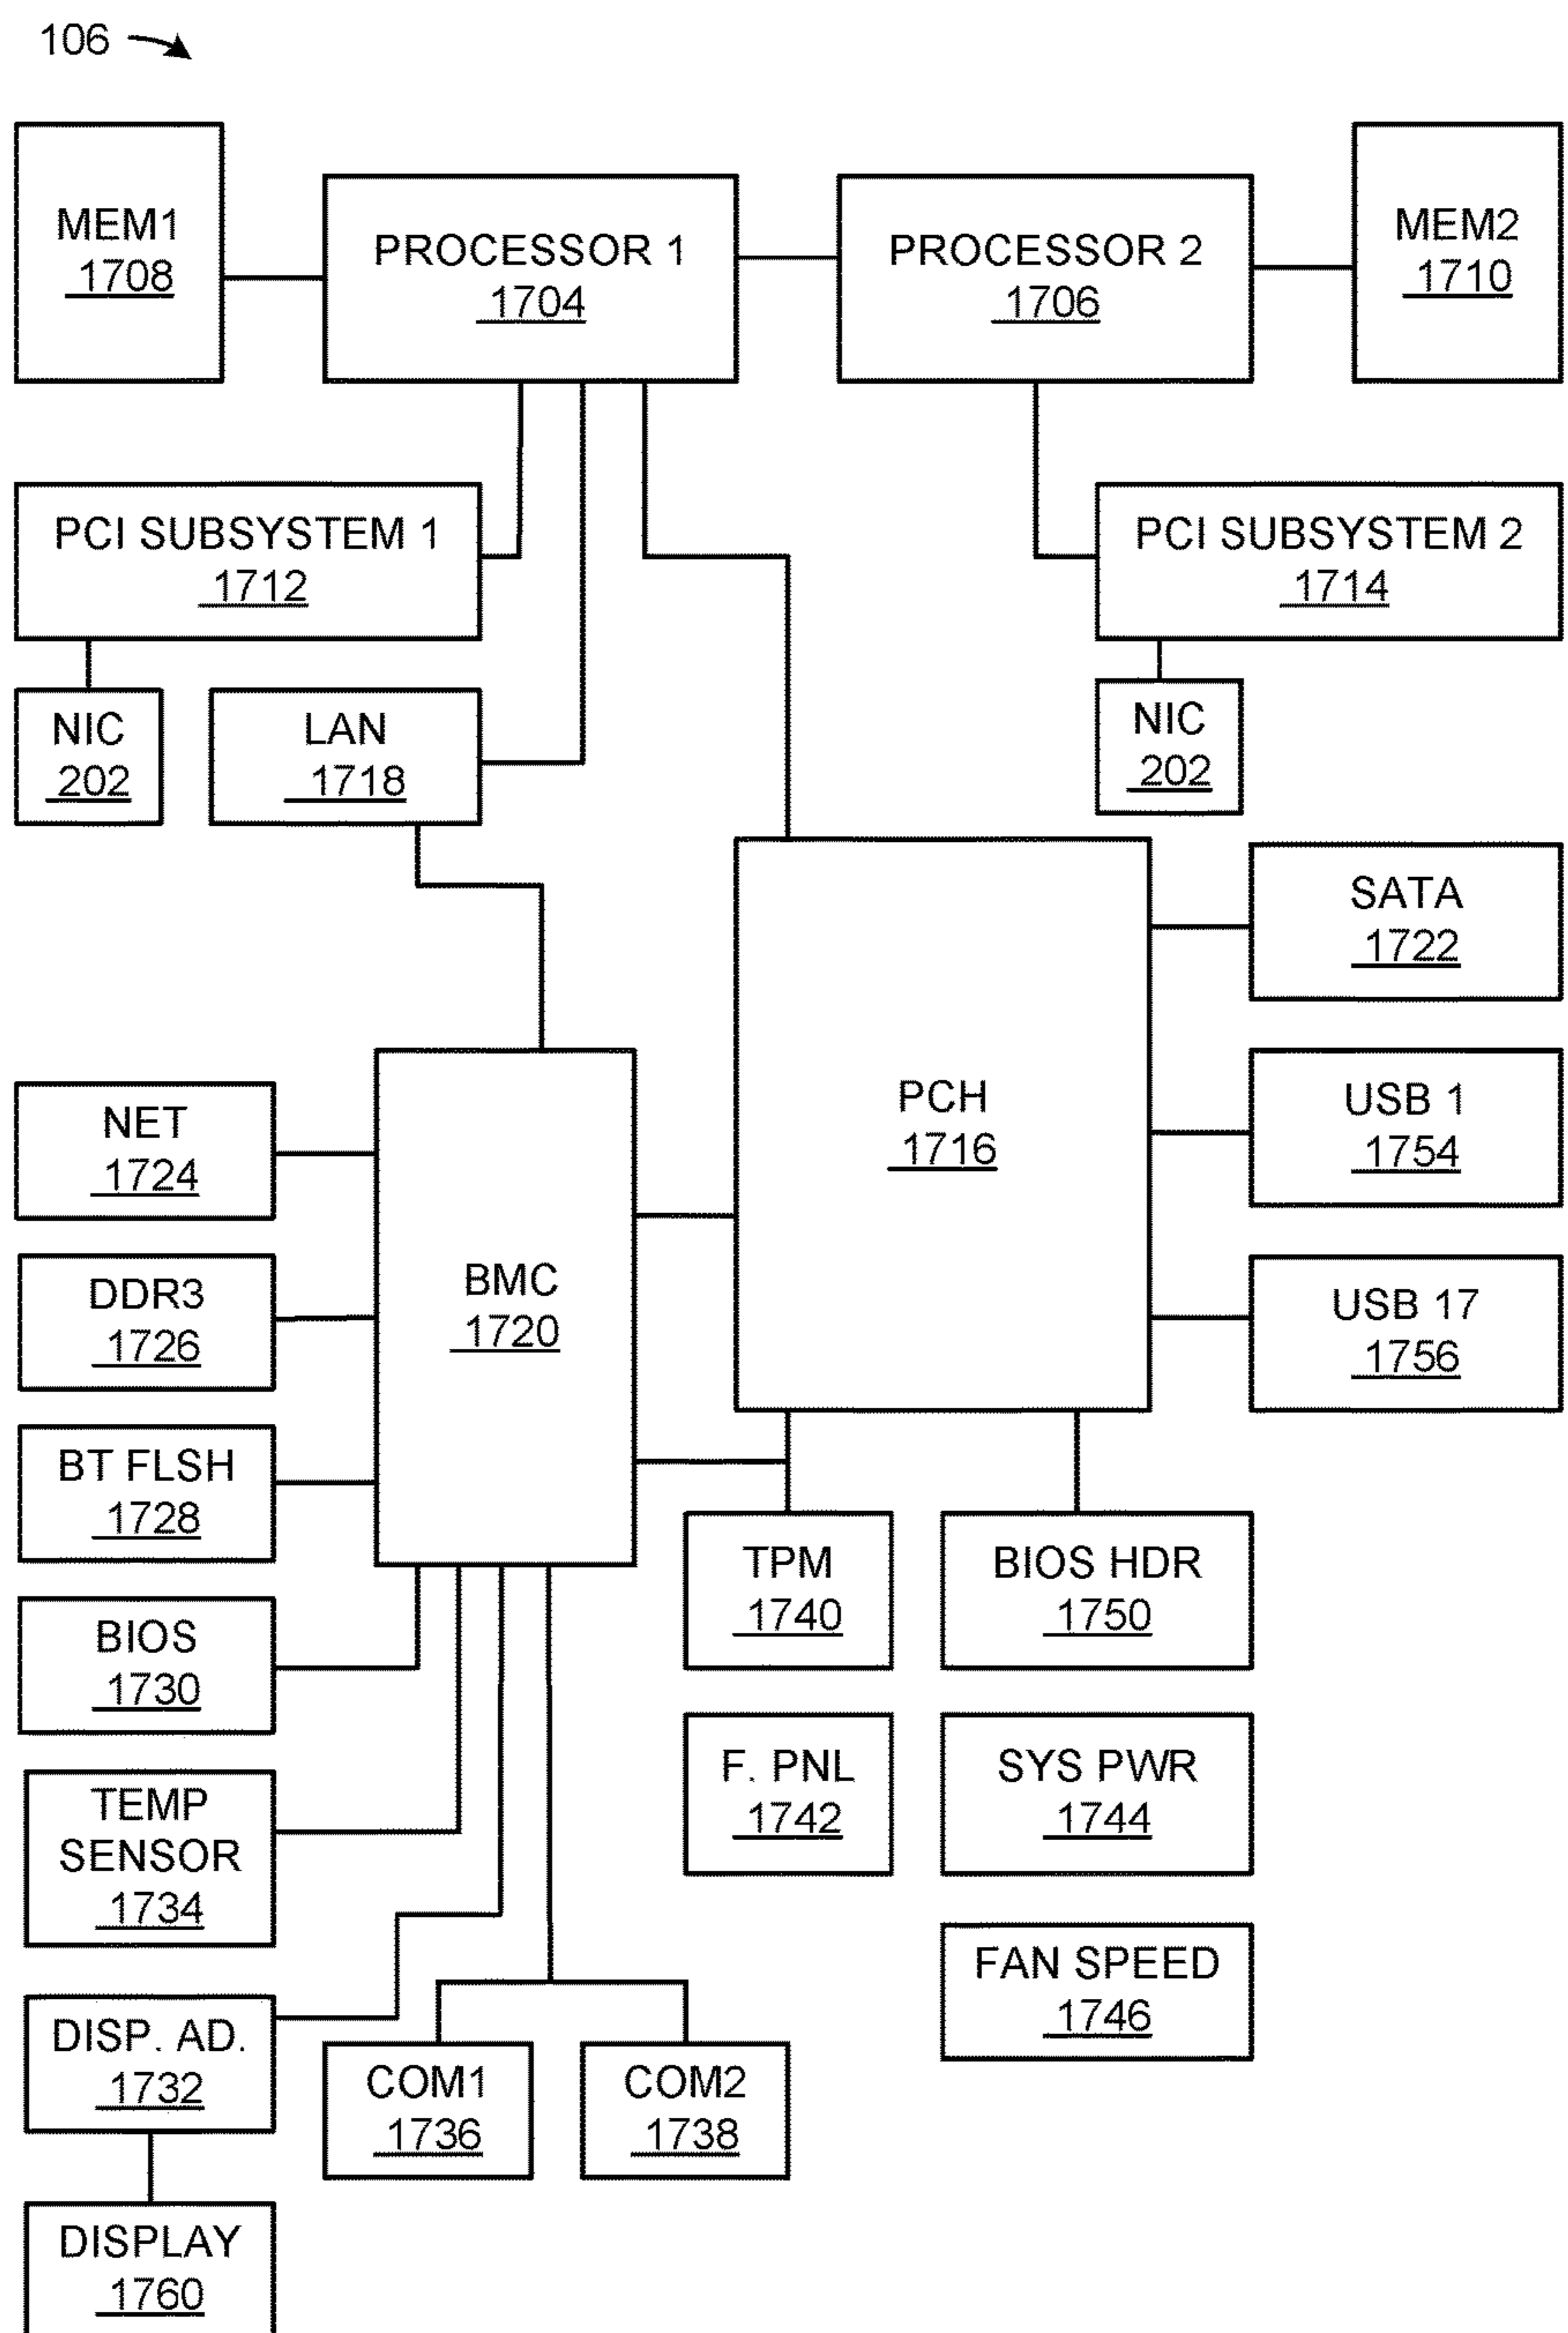 106
MEM1
1708
PROCESSOR 1
1704
PROCESSOR 2
1706
MEM2
1710
PCI SUBSYSTEM 1
1712
PCI SUBSYSTEM 2
1714
NIC
202
LAN
1718
NIC
202
SATA
1722
PCH
1716
USB 1
1754
NET
1724
BMC
1720
DDR3
1726
USB 17
1756
BT FLSH
1728
TPM
1740
BIOS HDR
1750
BIOS
1730
F. PNL
1742
SYS PWR
1744
TEMP
SENSOR
1734
FAN SPEED
1746
DISP. AD.
1732
COM1
1736
COM2
1738
DISPLAY
1760